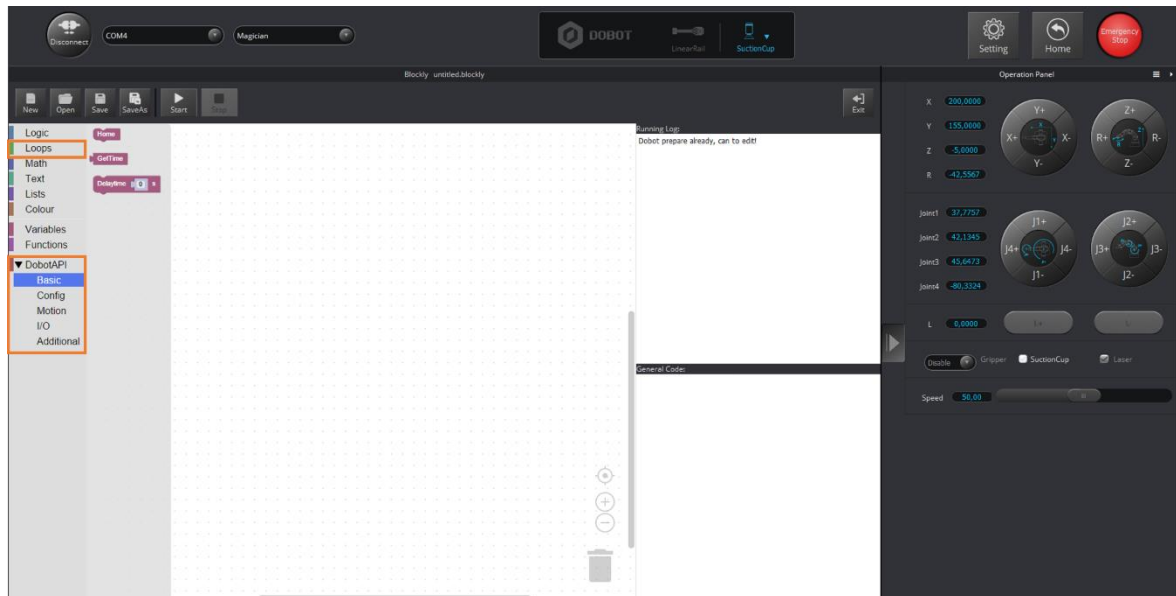 Disconnect
COM4
Magician
DOBOT
LinearRail
SuctionCup
Setting
Home
Emergency
Stop
Blockly untitled.blockly
Operation Panel
New
Open
Save
SaveAs
Start
Stop
Exit
Logic
Loops
Math
Text
Lists
Colour
Variables
Functions
DobotAPI
Basic
Config
Motion
I/O
Additional
Home
GetTime
Delaytime 0 s
Running Log:
Dobot prepare already, can to edit!
General Code:
X 200,0000
Y 155,0000
Z -5,0000
R -42,5567
Y+
X+
X-
Y-
Z+
R+
R-
Z-
Joint1 37,7757
Joint2 42,1345
Joint3 45,6473
Joint4 -80,3324
J1+
J4+
J4-
J1-
J2+
J3+
J3-
J2-
L 0,0000
L+
L-
Disable
Gripper
SuctionCup
Laser
Speed 50,00